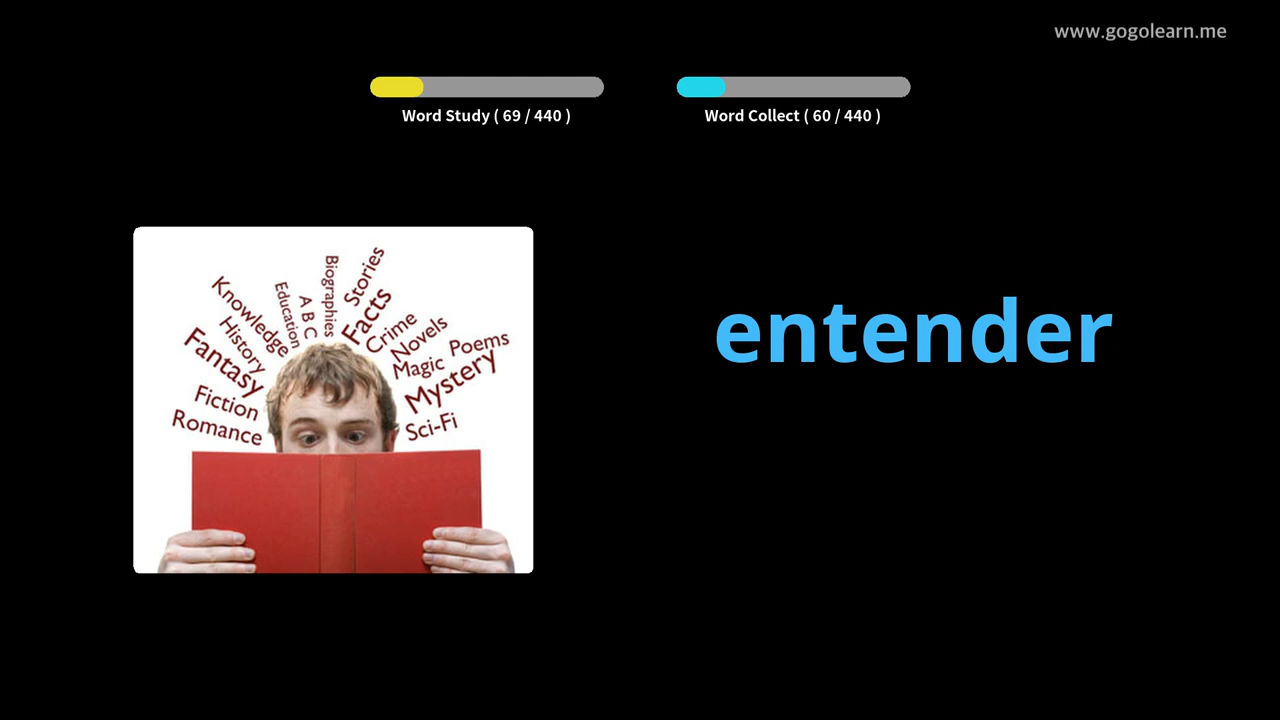 www.gogolearn.me
Word Study ( 69 / 440 )
Word Collect ( 60 / 440 )
Knowledge
Education
A B C
Biographies
Stories
Facts
Crime
Novels
Poems
Magic
Mystery
Sci-Fi
History
Fantasy
Fiction
Romance
entender